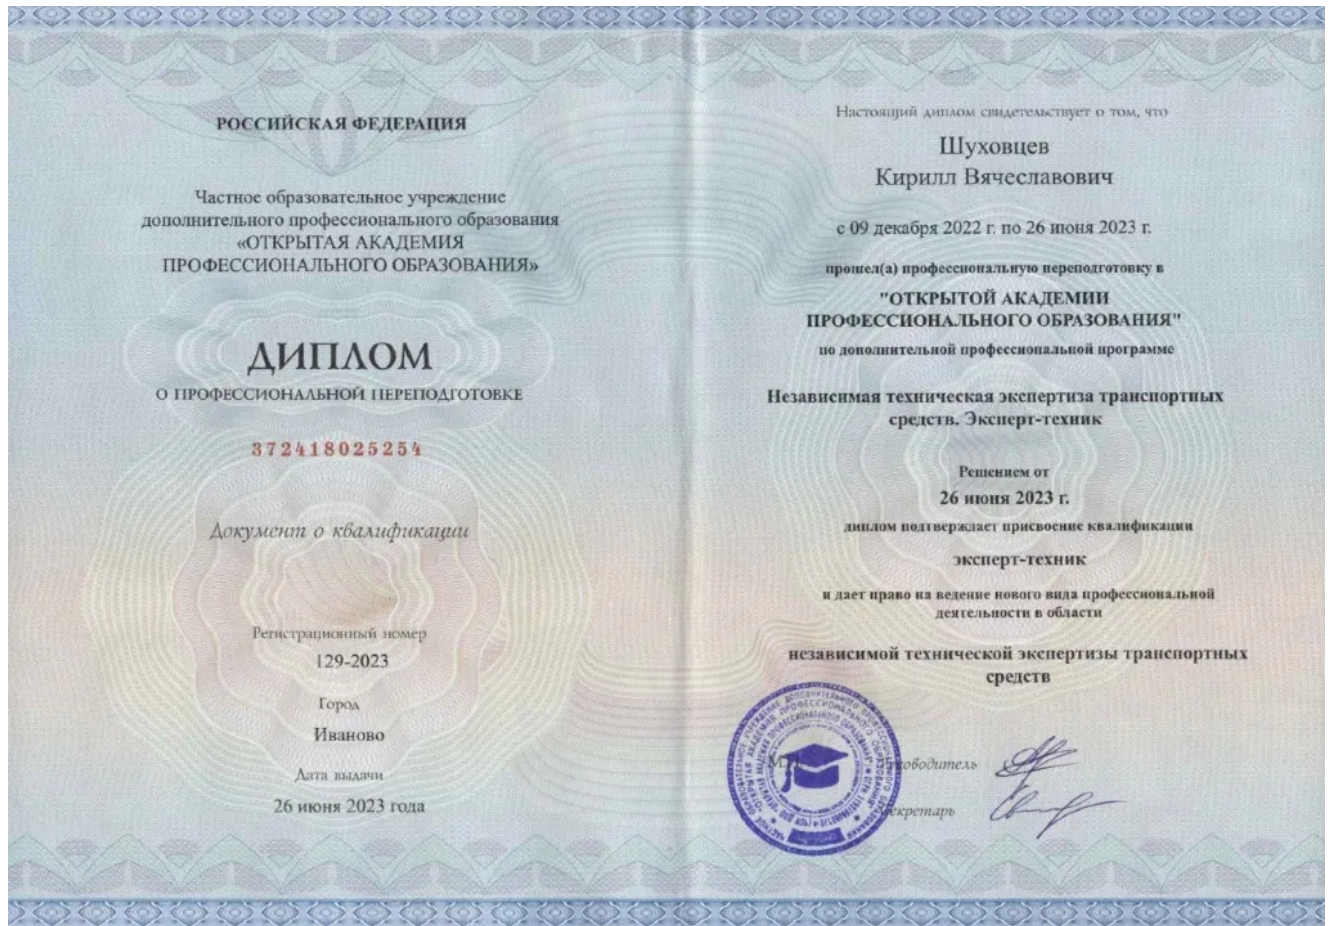 РОССИЙСКАЯ ФЕДЕРАЦИЯ
Частное образовательное учреждение
дополнительного профессионального образования
«ОТКРЫТАЯ АКАДЕМИЯ
ПРОФЕССИОНАЛЬНОГО ОБРАЗОВАНИЯ»
ДИПЛОМ
О ПРОФЕССИОНАЛЬНОЙ ПЕРЕПОДГОТОВКЕ
372418025254
Документ о квалификации
Регистрационный номер
129-2023
Город
Иваново
Дата выдачи
26 июня 2023 года
Настоящий диплом свидетельствует о том, что
Шуховцев
Кирилл Вячеславович
с 09 декабря 2022 г. по 26 июня 2023 г.
прошел(а) профессиональную переподготовку в
"ОТКРЫТОЙ АКАДЕМИИ
ПРОФЕССИОНАЛЬНОГО ОБРАЗОВАНИЯ"
по дополнительной профессиональной программе
Независимая техническая экспертиза транспортных
средств. Эксперт-техник
Решением от
26 июня 2023 г.
диплом подтверждает присвоение квалификации
эксперт-техник
и дает право на ведение нового вида профессиональной
деятельности в области
независимой технической экспертизы транспортных
средств
Руководитель
Секретарь